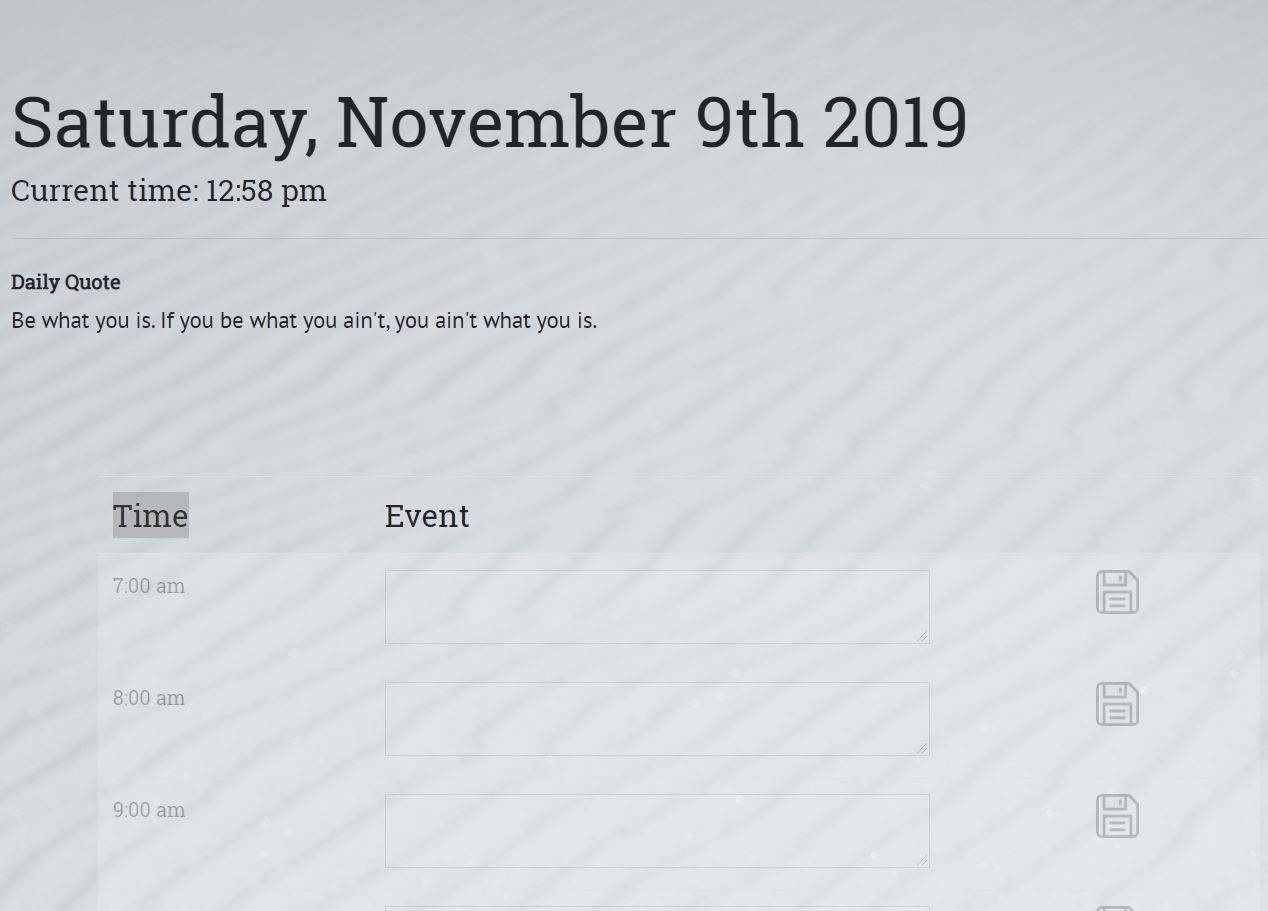 Saturday, November 9th 2019
Current time: 12:58 pm
Daily Quote
Be what you is. If you be what you ain't, you ain't what you is.
Time Event
7:00 am
8:00 am
9:00 am